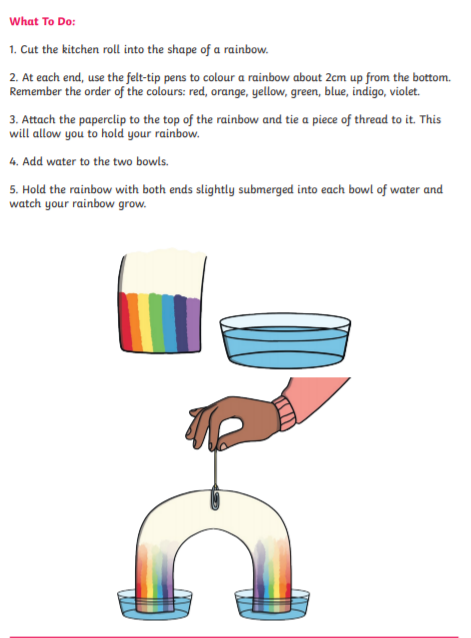 What To Do:
1. Cut the kitchen roll into the shape of a rainbow.
2. At each end, use the felt-tip pens to colour a rainbow about 2cm up from the bottom.
Remember the order of the colours: red, orange, yellow, green, blue, indigo, violet.
3. Attach the paperclip to the top of the rainbow and tie a piece of thread to it. This
will allow you to hold your rainbow.
4. Add water to the two bowls.
5. Hold the rainbow with both ends slightly submerged into each bowl of water and
watch your rainbow grow.